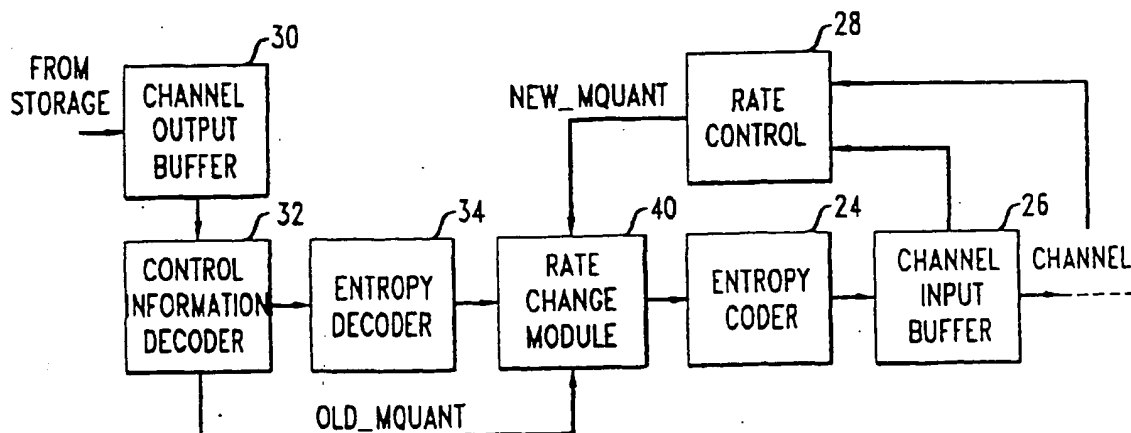 30
FROM
STORAGE
CHANNEL
OUTPUT
BUFFER
28
NEW_MQUANT
RATE
CONTROL
32
CONTROL
INFORMATION
DECODER
34
ENTROPY
DECODER
40
RATE
CHANGE
MODULE
24
ENTROPY
CODER
26
CHANNEL
INPUT
BUFFER
CHANNEL
OLD_MQUANT